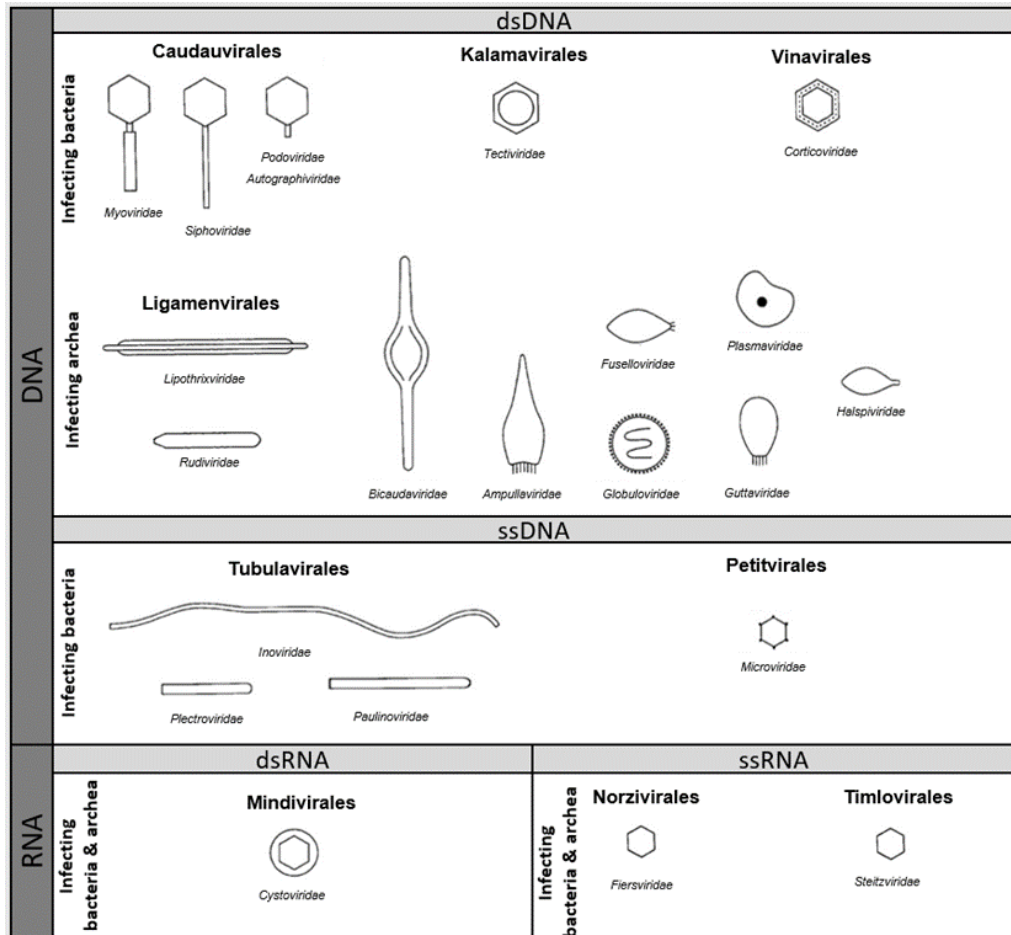 dsDNA
DNA
Infecting bacteria
Caudauvirales
Kalamavirales
Vinavirales
Myoviridae
Siphoviridae
Podoviridae
Autographiviridae
Tectiviridae
Corticoviridae
Infecting archea
Ligamenvirales
Lipothrixviridae
Rudiviridae
Bicaudaviridae
Ampullaviridae
Fuselloviridae
Globuloviridae
Plasmaviridae
Guttaviridae
Halspiviridae
ssDNA
Infecting bacteria
Tubulavirales
Petitvirales
Inoviridae
Microviridae
Plectroviridae
Paulinoviridae
RNA
dsRNA
Infecting
bacteria & archea
Mindivirales
Cystoviridae
ssRNA
Infecting
bacteria & archea
Norzivirales
Timlovirales
Fiersviridae
Steitzviridae